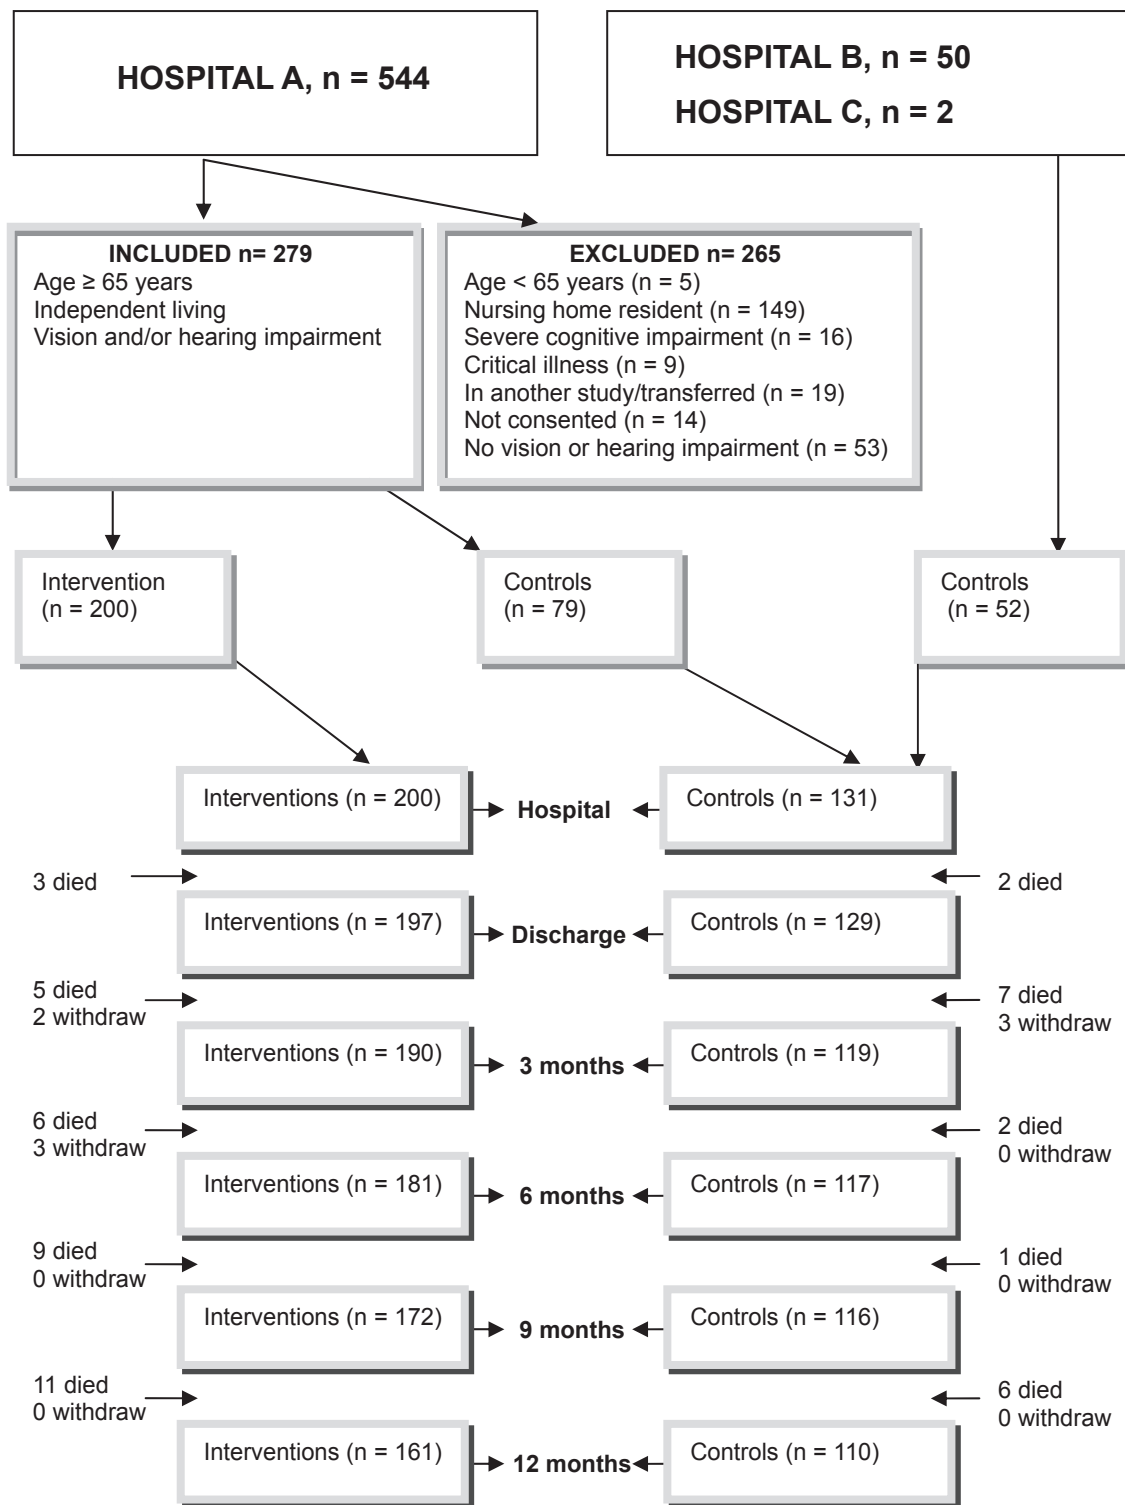 HOSPITAL A, n = 544
HOSPITAL B, n = 50
HOSPITAL C, n = 2
INCLUDED n= 279
Age ≥ 65 years
Independent living
Vision and/or hearing impairment
EXCLUDED n= 265
Age < 65 years (n = 5)
Nursing home resident (n = 149)
Severe cognitive impairment (n = 16)
Critical illness (n = 9)
In another study/transferred (n = 19)
Not consented (n = 14)
No vision or hearing impairment (n = 53)
Intervention
(n = 200)
Controls
(n = 79)
Controls
(n = 52)
Interventions (n = 200)
Hospital
Controls (n = 131)
3 died
2 died
Interventions (n = 197)
Discharge
Controls (n = 129)
5 died
2 withdraw
7 died
3 withdraw
Interventions (n = 190)
3 months
Controls (n = 119)
6 died
3 withdraw
2 died
0 withdraw
Interventions (n = 181)
6 months
Controls (n = 117)
9 died
0 withdraw
1 died
0 withdraw
Interventions (n = 172)
9 months
Controls (n = 116)
11 died
0 withdraw
6 died
0 withdraw
Interventions (n = 161)
12 months
Controls (n = 110)